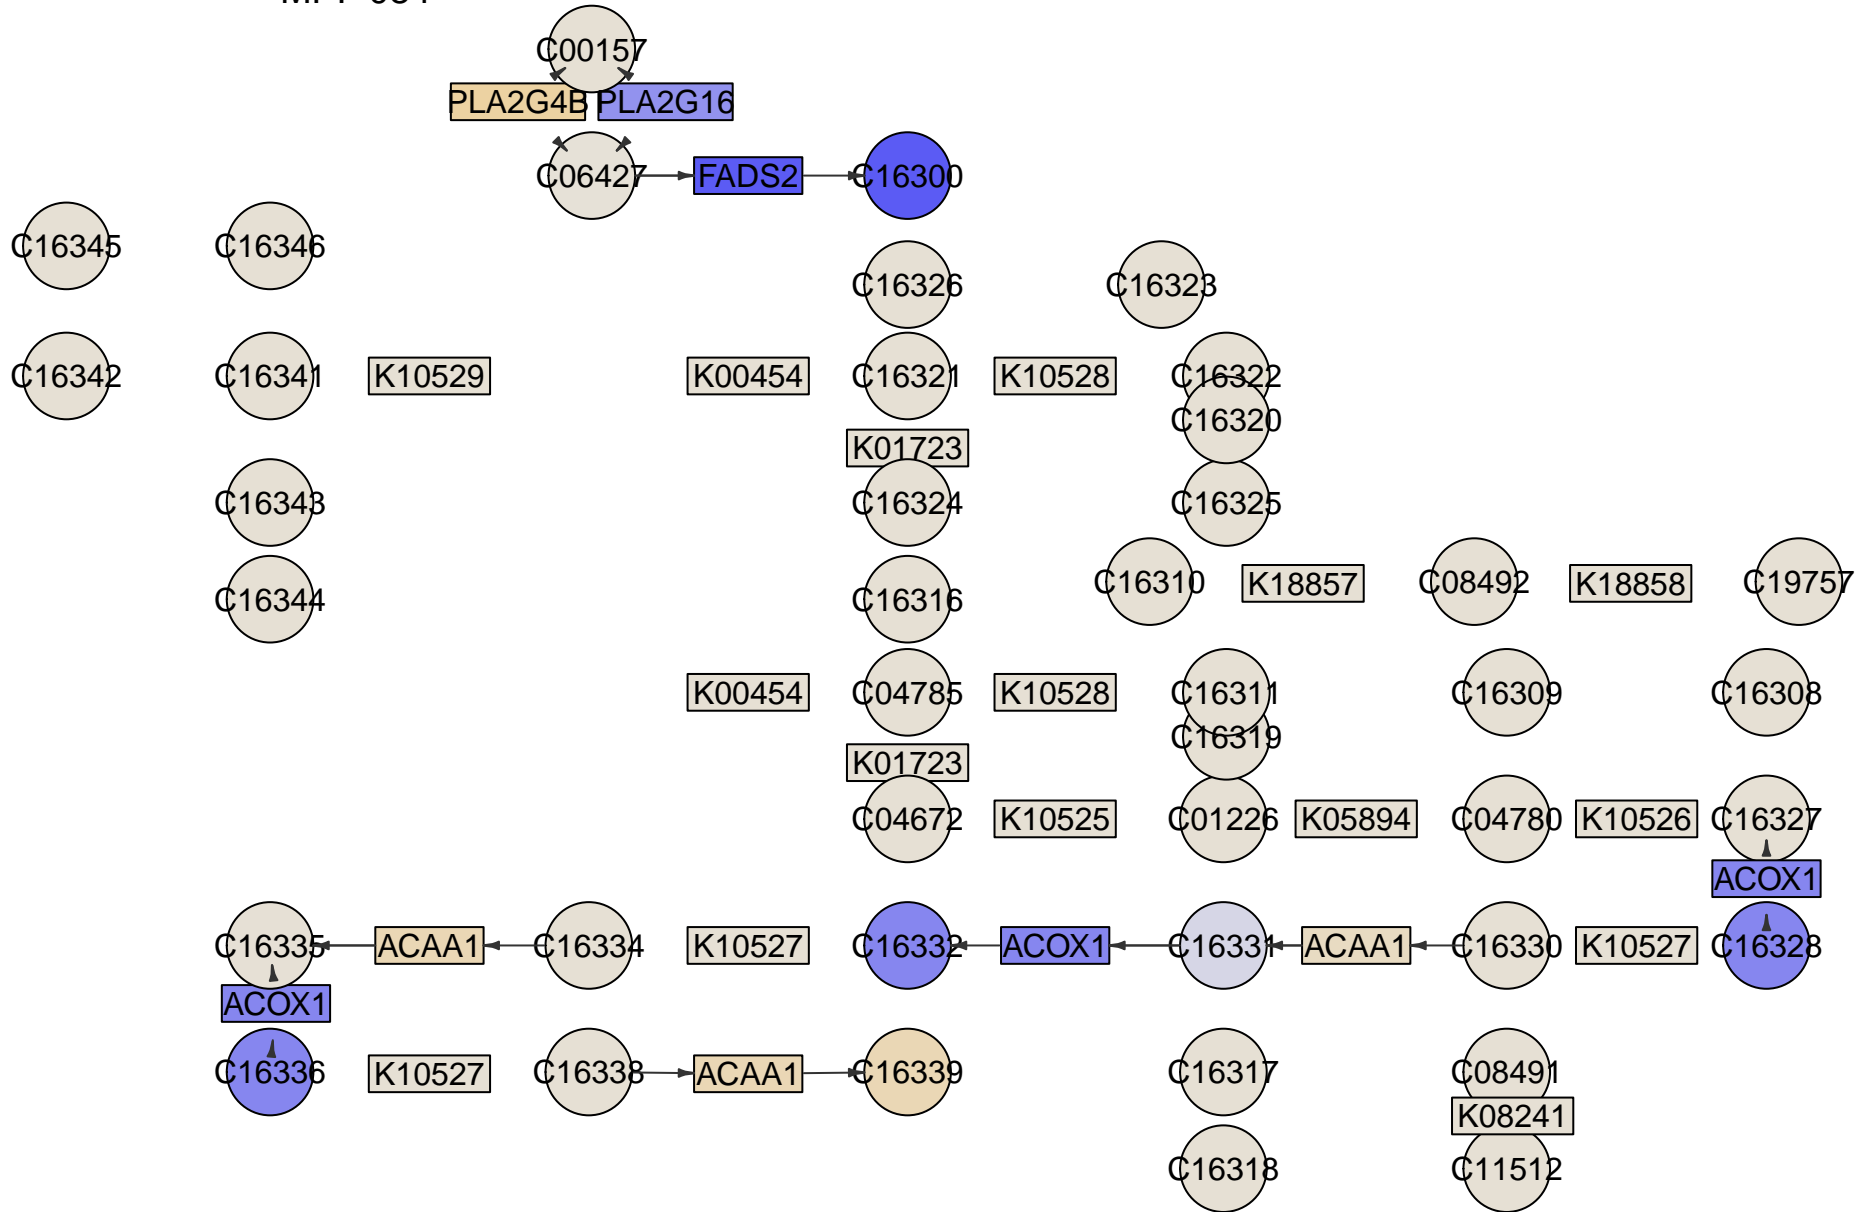 C00157
PLA2G4B PLA2G16
C06427 FADS2 C16300
C16345 C16346
C16326 C16323
C16342 C16341 K10529 K00454 C16321 K10528 C16322
C16320
K01723
C16343 C16324 C16325
C16310 K18857 C08492 K18858 C19757
C16344 C16316
K00454 C04785 K10528 C16311 C16309 C16308
C16319
K01723
C04672 K10525 C01226 K05894 C04780 K10526 C16327
ACOX1
C16335 ACAA1 C16334 K10527 C16332 ACOX1 C16331 ACAA1 C16330 K10527 C16328
ACOX1
C16336 K10527 C16338 ACAA1 C16339 C16317 C08491
K08241
C16318 C11512